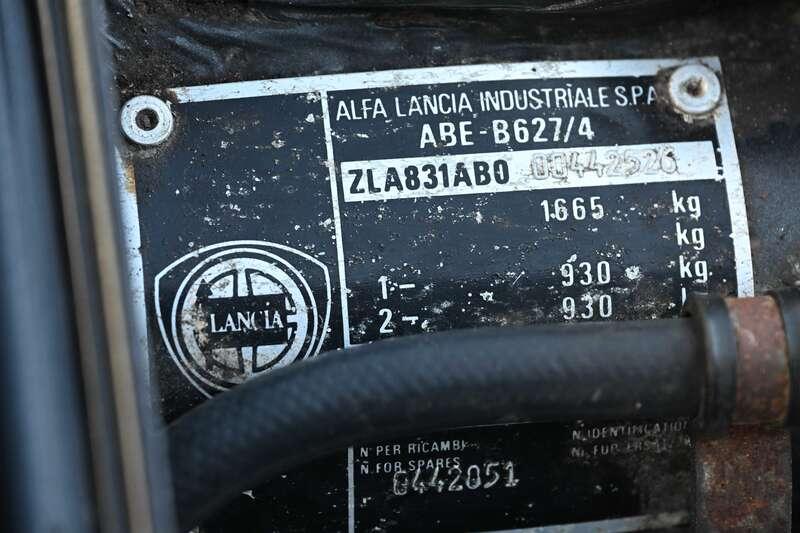 ALFA LANCIA INDUSTRIALE S.P.A
ABE-B627/4
ZLA831AB0 00442526
1665 kg
kg
1- 930 kg
2- 930
LANCIA
N PER RICAMBI
N. FOR SPARES
N. IDENTIFICATION
0442051